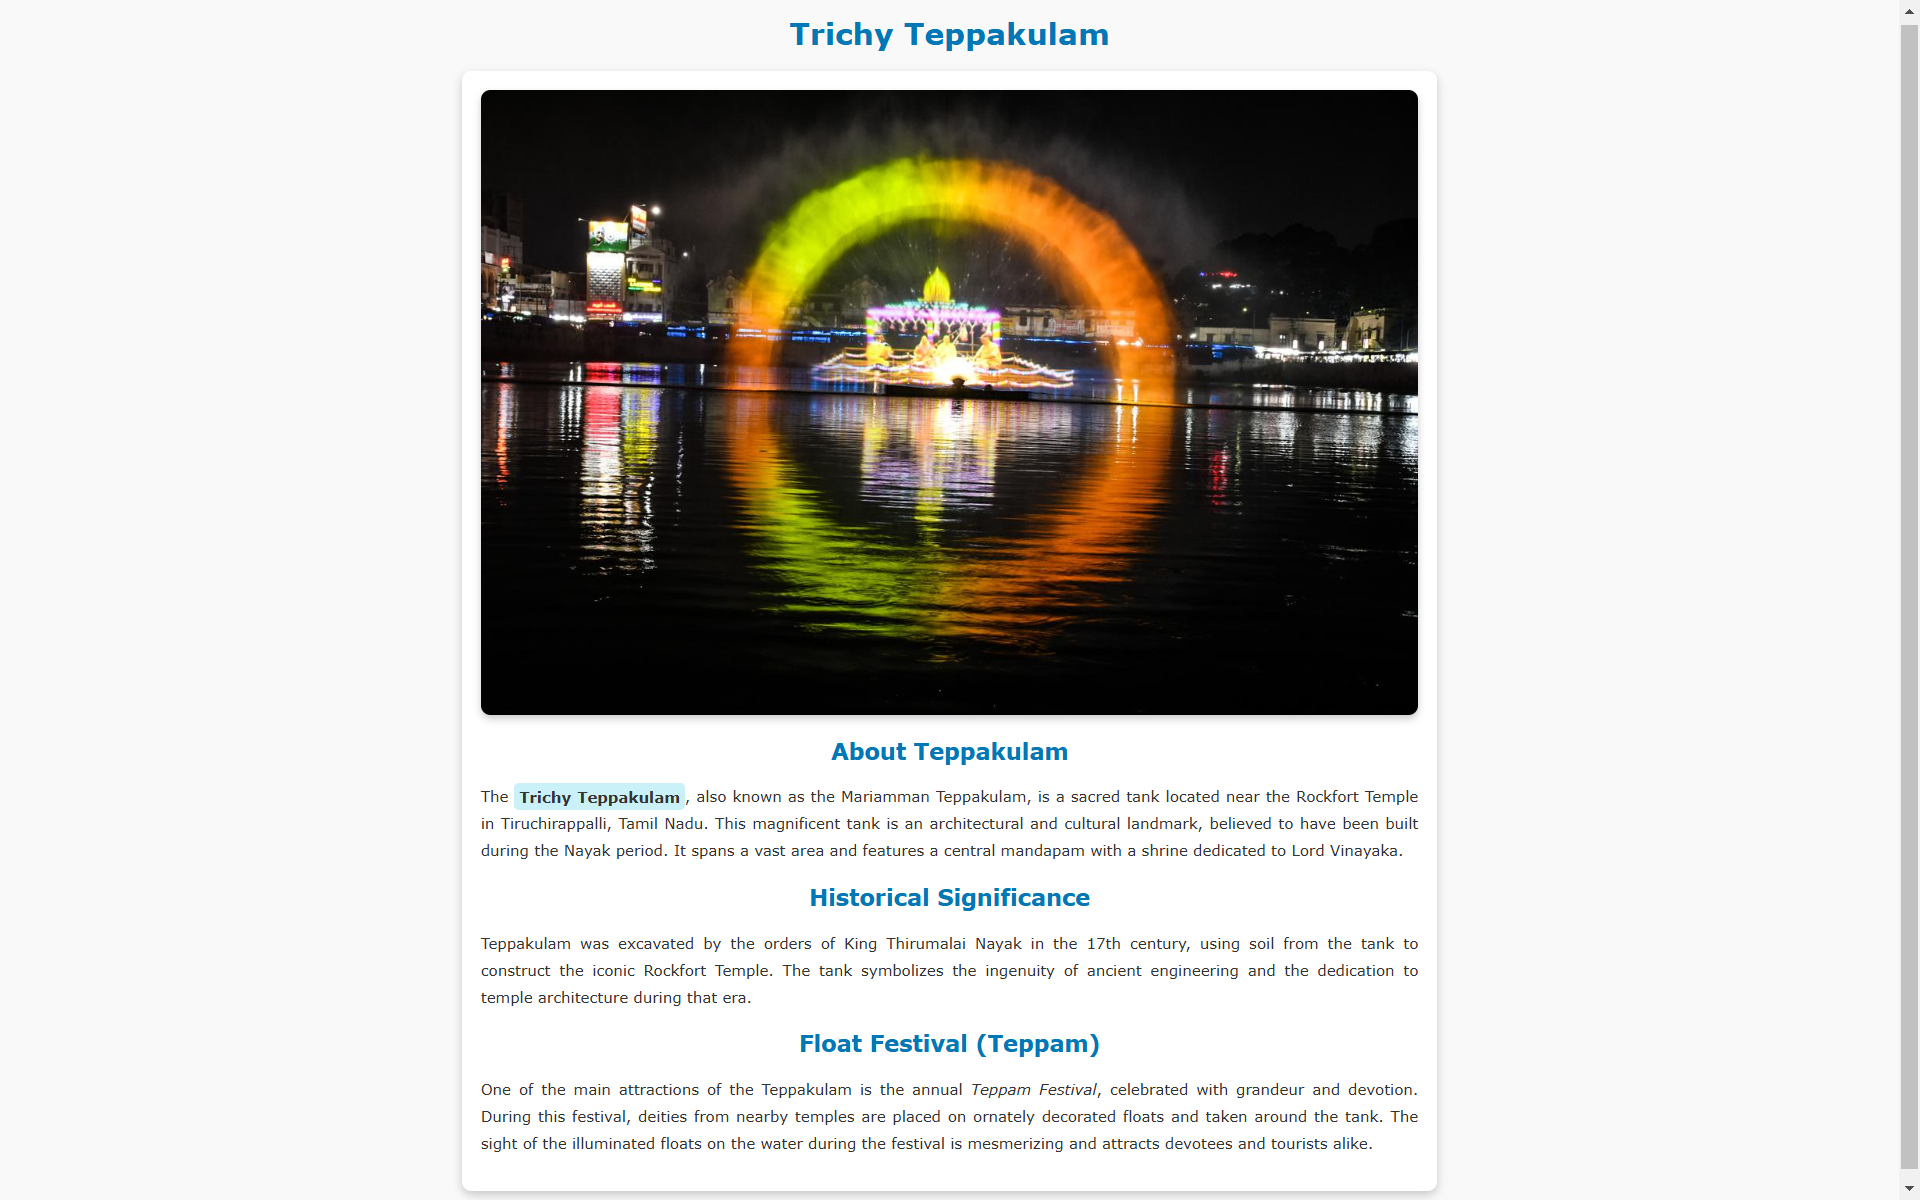 Trichy Teppakulam
About Teppakulam
The Trichy Teppakulam, also known as the Mariamman Teppakulam, is a sacred tank located near the Rockfort Temple
in Tiruchirappalli, Tamil Nadu. This magnificent tank is an architectural and cultural landmark, believed to have been built
during the Nayak period. It spans a vast area and features a central mandapam with a shrine dedicated to Lord Vinayaka.
Historical Significance
Teppakulam was excavated by the orders of King Thirumalai Nayak in the 17th century, using soil from the tank to
construct the iconic Rockfort Temple. The tank symbolizes the ingenuity of ancient engineering and the dedication to
temple architecture during that era.
Float Festival (Teppam)
One of the main attractions of the Teppakulam is the annual Teppam Festival, celebrated with grandeur and devotion.
During this festival, deities from nearby temples are placed on ornately decorated floats and taken around the tank. The
sight of the illuminated floats on the water during the festival is mesmerizing and attracts devotees and tourists alike.